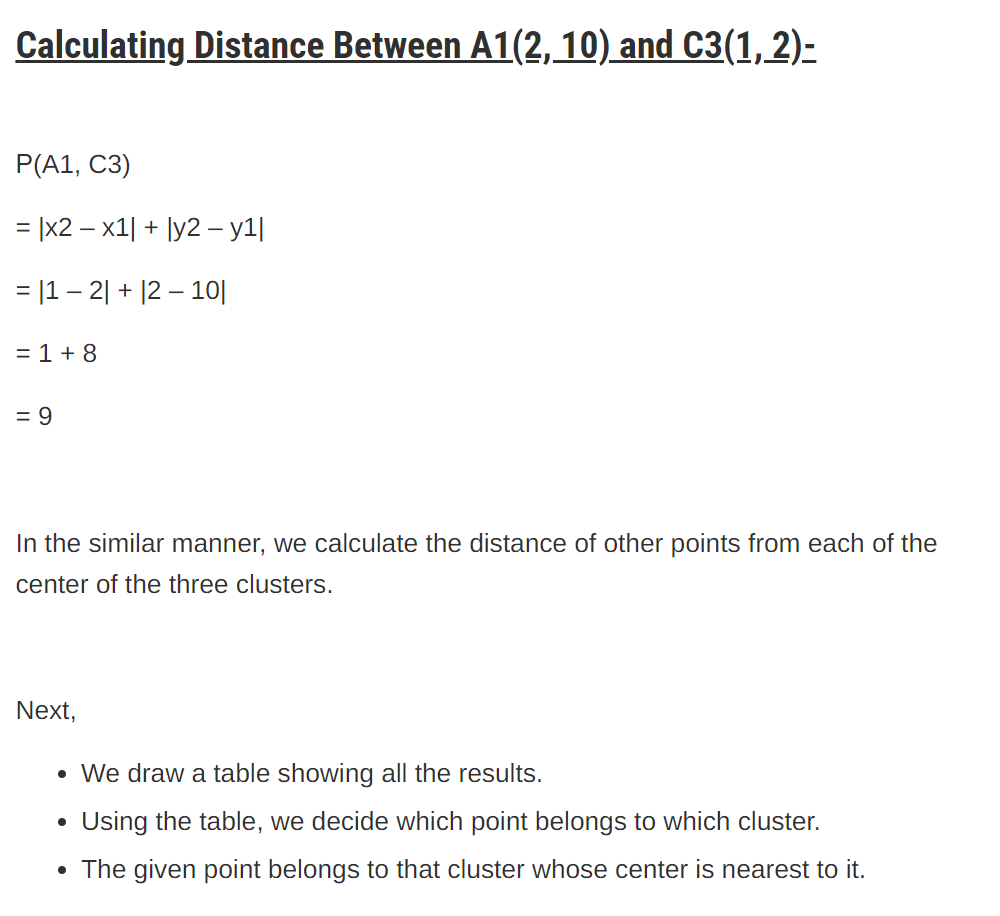 Calculating Distance Between A1(2, 10) and C3(1, 2)-
P(A1, C3)
= |x2 – x1| + |y2 – y1|
= |1 – 2| + |2 – 10|
= 1 + 8
= 9
In the similar manner, we calculate the distance of other points from each of the
center of the three clusters.
Next,
• We draw a table showing all the results.
• Using the table, we decide which point belongs to which cluster.
• The given point belongs to that cluster whose center is nearest to it.